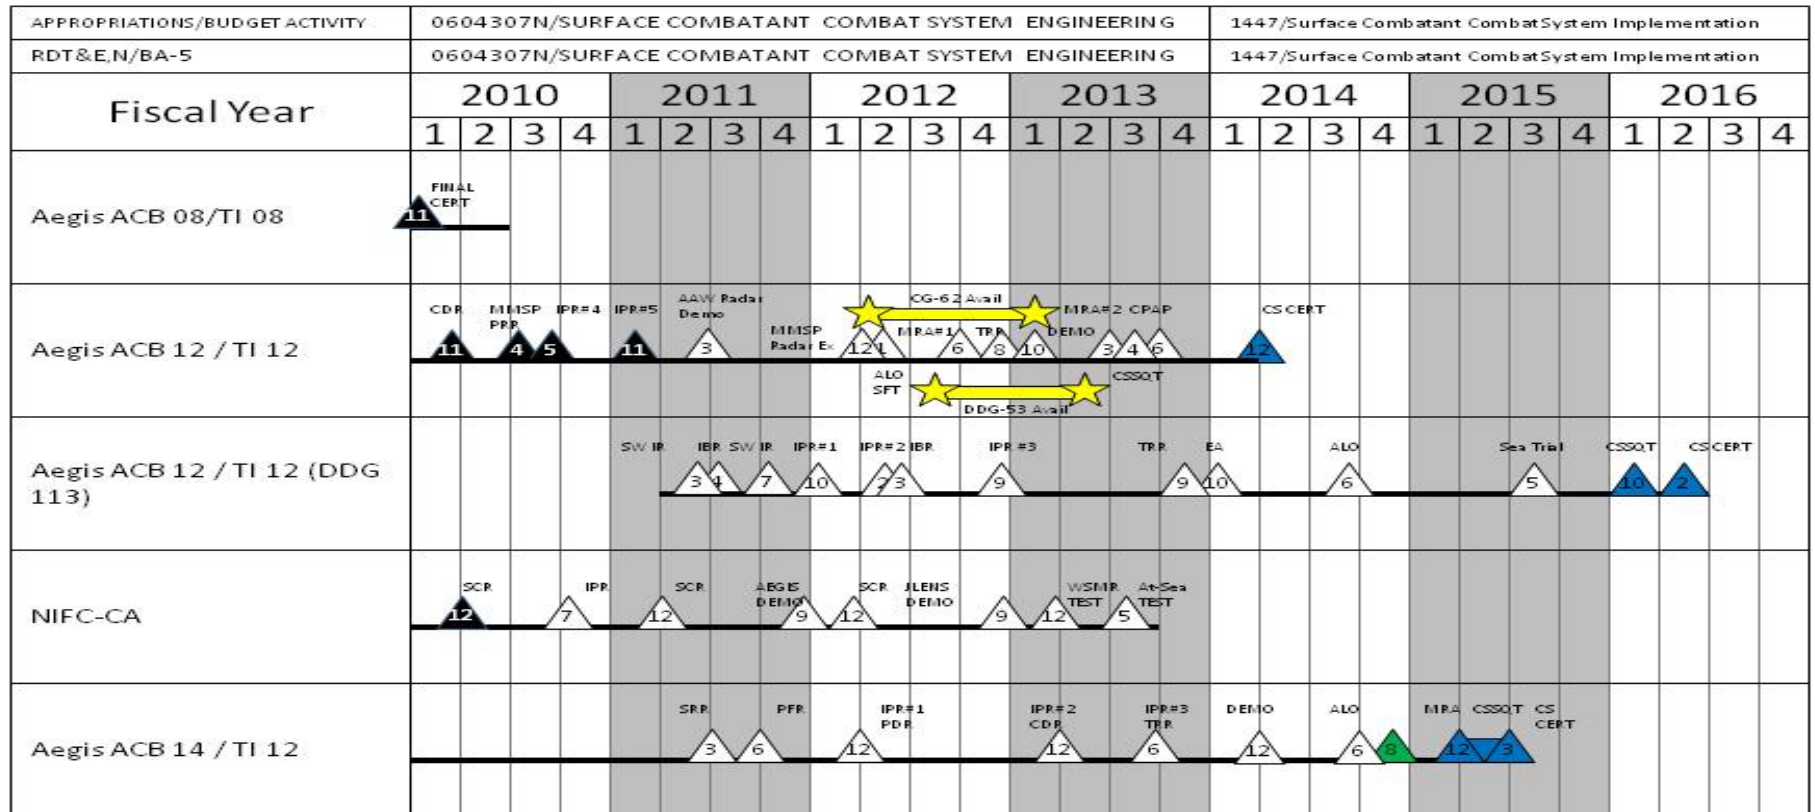 APPROPRIATIONS/BUDGET ACTIVITY 0604307N/SURFACE COMBATANT COMBAT SYSTEM ENGINEERING 1447/Surface Combatant Combat System Implementation
RDT&E,N/BA-5 0604307N/SURFACE COMBATANT COMBAT SYSTEM ENGINEERING 1447/Surface Combatant Combat System Implementation
Fiscal Year 2010 2011 2012 2013 2014 2015 2016
1 2 3 4 1 2 3 4 1 2 3 4 1 2 3 4 1 2 3 4 1 2 3 4 1 2 3 4
FINAL
CERT
Aegis ACB 08/TI 08 11
AAW Radar CG-62 Avail
CDR MMSP IPR#4 IPR#5 Demo MRA#2 CPAP CS CERT
PRR MMSP MRA#1 TRR DEMO
Radar Ex
Aegis ACB 12 / TI 12 11 4 5 11 3 12 1 6 8 10 3 4 6 12
ALO CSSQT
SFT
DDG-53 Avail
SW IR IBR SW IR IPR#1 IPR#2 IBR IPR #3 TRR EA ALO Sea Trial CSSQT CS CERT
Aegis ACB 12 / TI 12 (DDG
113)
3 4 7 10 2 3 9 9 10 6 5 10 2
SCR IPR SCR AEGIS SCR JLENS WSMR At-Sea
DEMO DEMO TEST TEST
NIFC-CA 12 7 12 9 12 9 12 5
SRR PFR IPR#1 IPR#2 IPR#3 DEMO ALO MRA CSSQT CS
PDR CDR TRR CERT
Aegis ACB 14 / TI 12 3 6 12 12 6 12 6 8 12 3